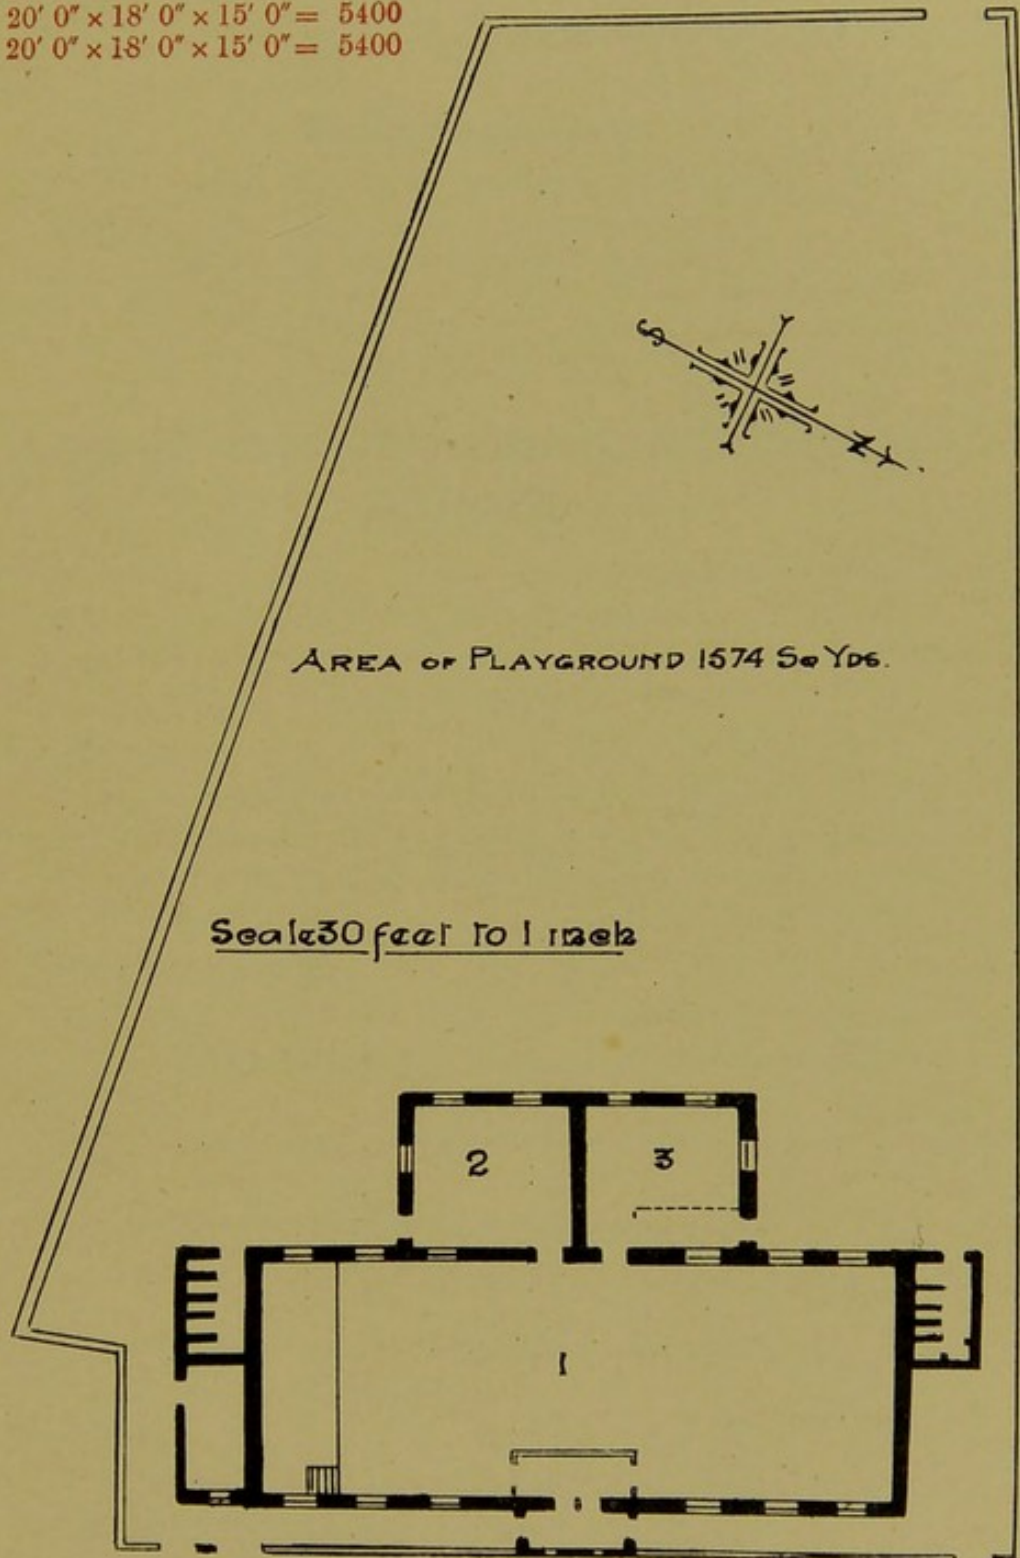 20′ 0″ × 18′ 0″ × 15′ 0″ = 5400
20′ 0″ × 18′ 0″ × 15′ 0″ = 5400
S
N
AREA OF PLAYGROUND 1574 SQ YDS.
Scale 30 feet to 1 inch
2
3
1